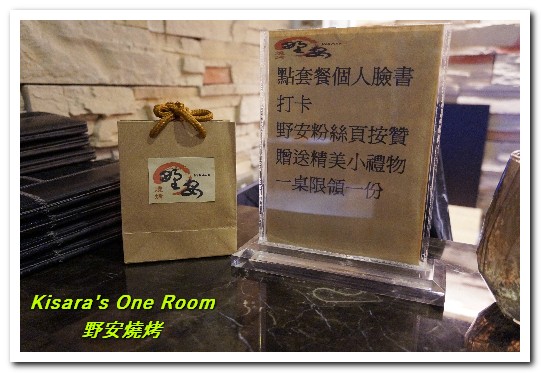 野安
點套餐個人臉書
打卡
野安粉絲頁按讚
贈送精美小禮物
一桌限領一份
野安
Kisara's One Room
野安燒烤